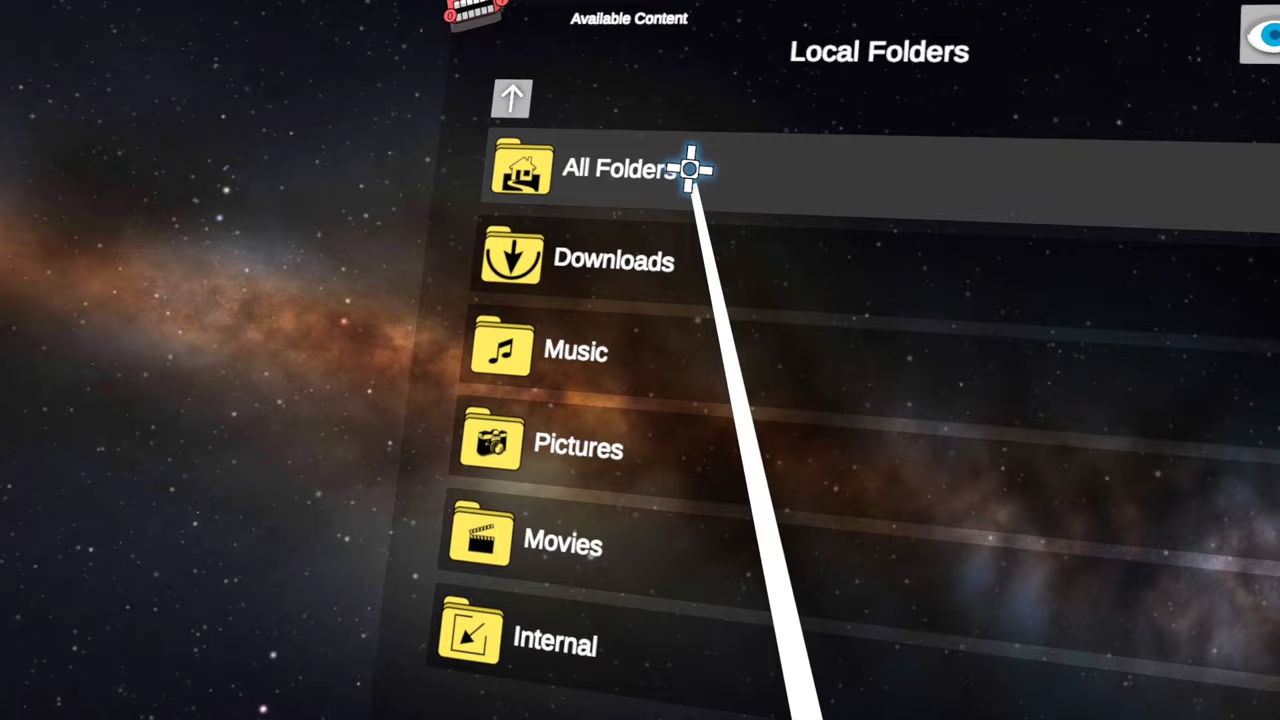 Available Content
Local Folders
All Folders
Downloads
Music
Pictures
Movies
Internal